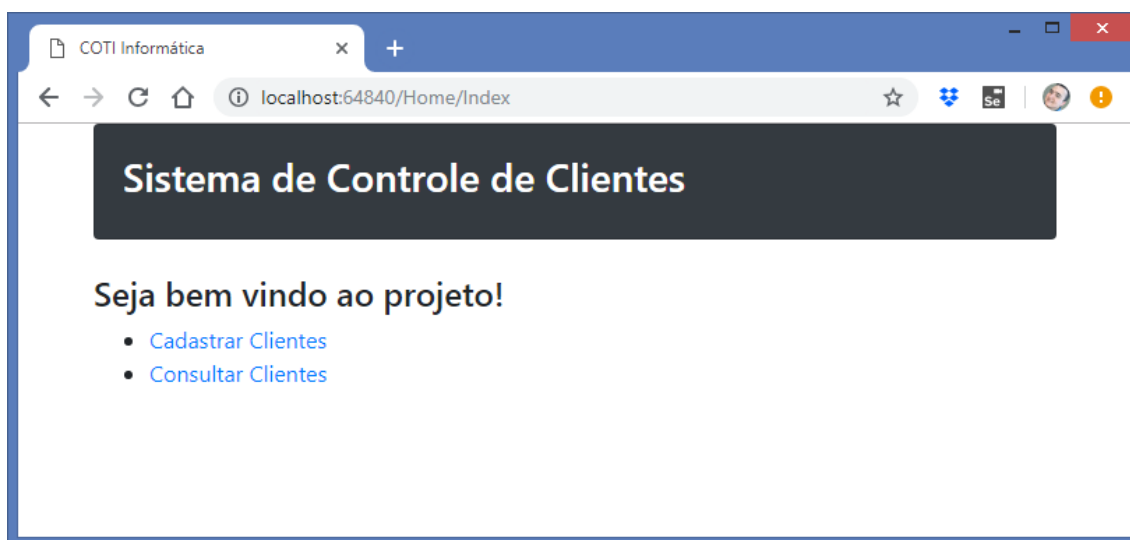 COTI Informática
localhost:64840/Home/Index
Se
Sistema de Controle de Clientes
Seja bem vindo ao projeto!
Cadastrar Clientes
Consultar Clientes